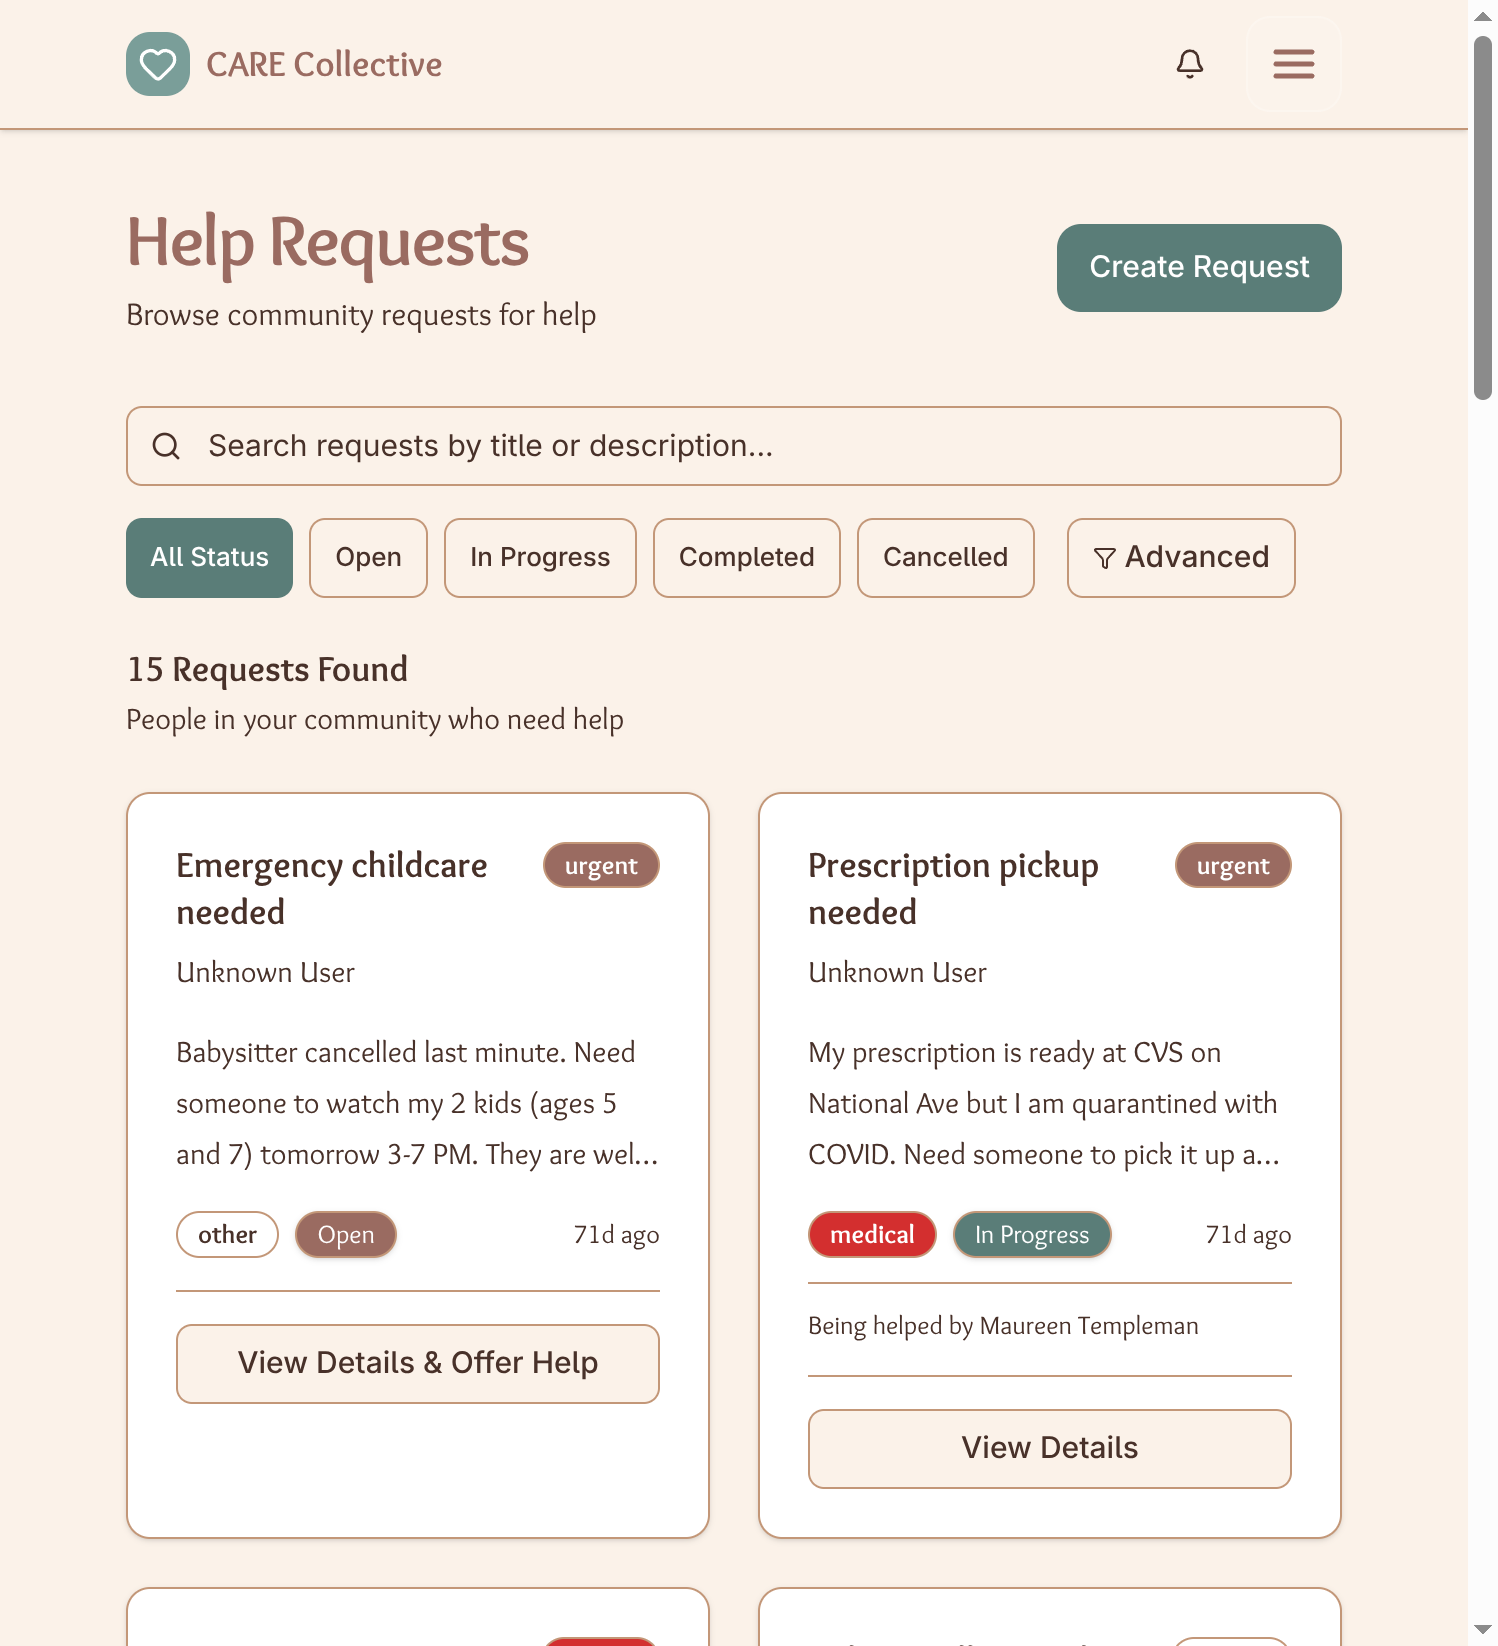 CARE Collective
Help Requests
Create Request
Browse community requests for help
Search requests by title or description...
All Status
Open
In Progress
Completed
Cancelled
Advanced
15 Requests Found
People in your community who need help
Emergency childcare
needed
urgent
Unknown User
Babysitter cancelled last minute. Need
someone to watch my 2 kids (ages 5
and 7) tomorrow 3-7 PM. They are wel...
other
Open
71d ago
View Details & Offer Help
Prescription pickup
needed
urgent
Unknown User
My prescription is ready at CVS on
National Ave but I am quarantined with
COVID. Need someone to pick it up a...
medical
In Progress
71d ago
Being helped by Maureen Templeman
View Details